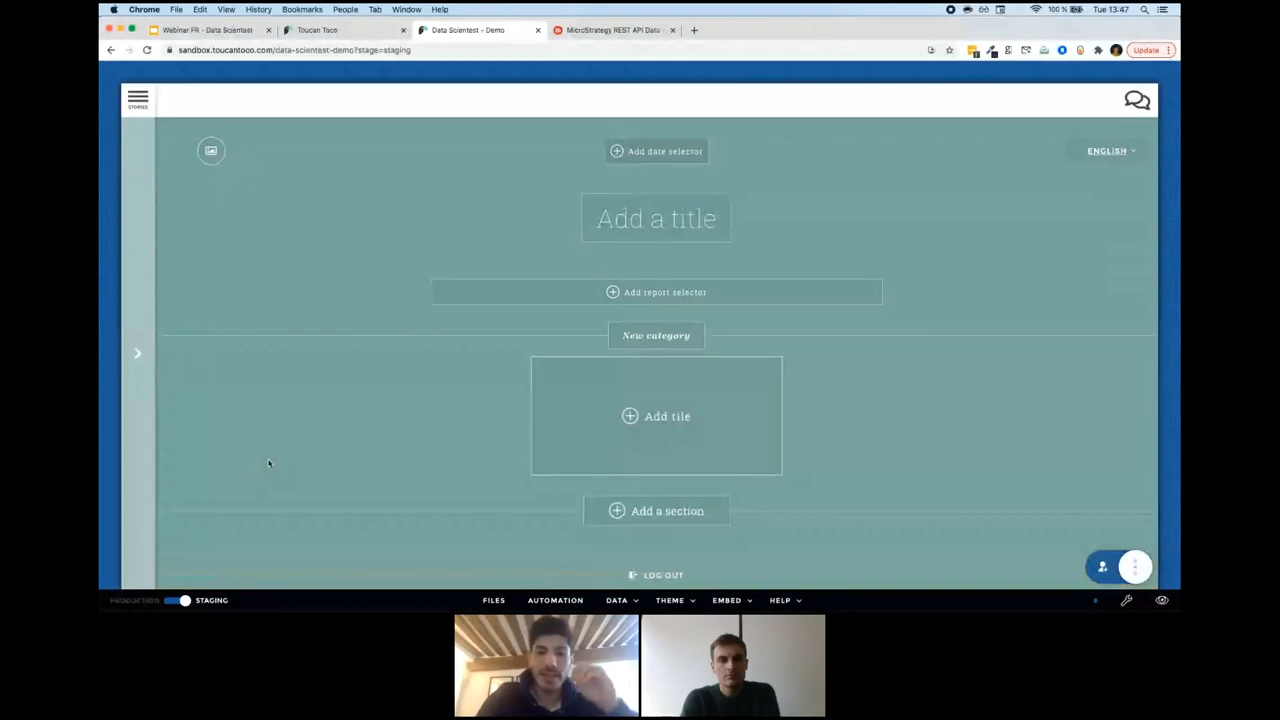 Chrome File Edit View History Bookmarks People Tab Window Help 100 % Tue 13:47
Webinar FR - Data Scientest Toucan Toco Data Scientest - Demo MicroStrategy REST API Data
sandbox.toucantoco.com/data-scientest-demo?stage=staging Update
STORIES
Add date selector
ENGLISH
Add a title
Add report selector
New category
Add tile
Add a section
LOG OUT
PRODUCTION STAGING FILES AUTOMATION DATA THEME EMBED HELP